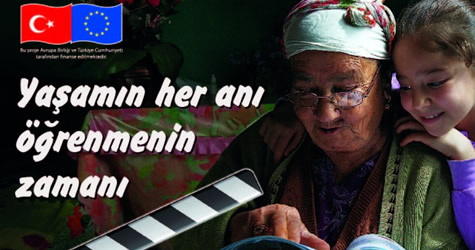 Bu proje Avrupa Birliği ve Türkiye Cumhuriyeti
tarafından finanse edilmektedir.
Yaşamın her anı
öğrenmenin
zamanı